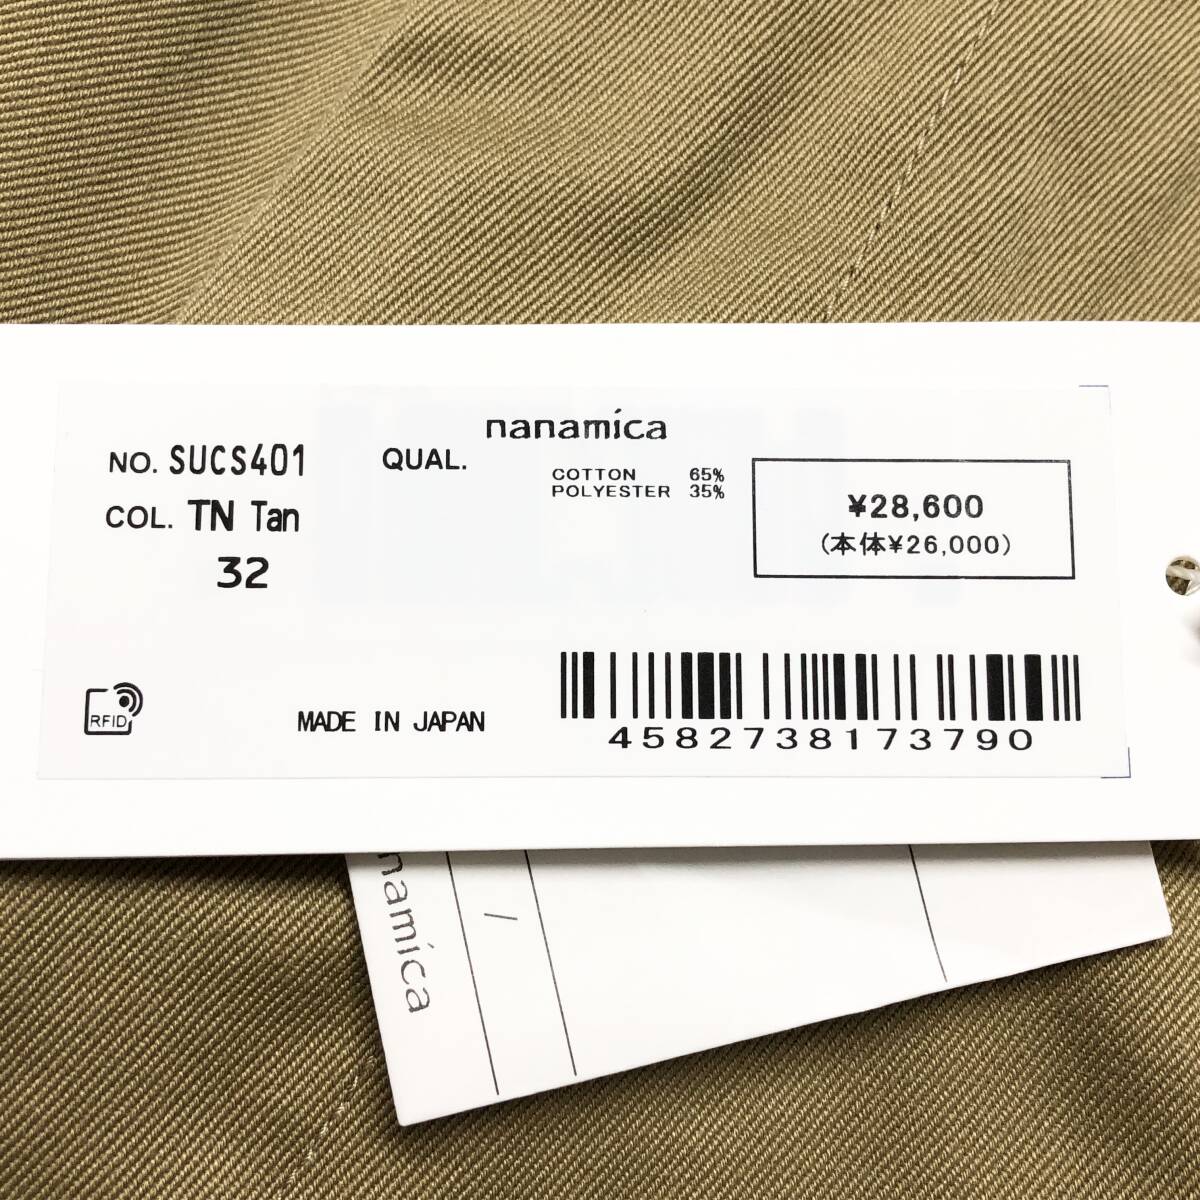 nanamica
NO. SUCS401
QUAL.
COTTON 65%
POLYESTER 35%
COL. TN Tan
32
¥28,600
(本体¥26,000)
RFID
MADE IN JAPAN
4582738173790
namica
/